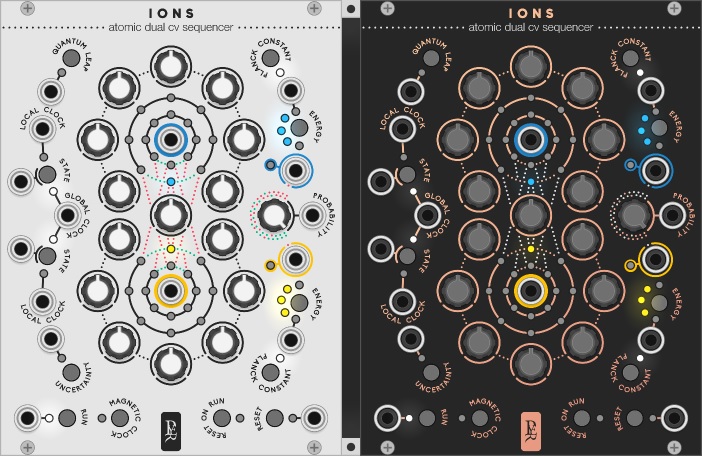 IONS
atomic dual cv sequencer
QUANTUM LEAP
PLANCK CONSTANT
LOCAL CLOCK
ENERGY
STATE
GLOBAL CLOCK
PROBABILITY
STATE
LOCAL CLOCK
ENERGY
UNCERTAINTY
PLANCK CONSTANT
RUN
MAGNETIC CLOCK
RESET ON RUN
RESET
IONS
atomic dual cv sequencer
QUANTUM LEAP
PLANCK CONSTANT
LOCAL CLOCK
ENERGY
STATE
GLOBAL CLOCK
PROBABILITY
STATE
LOCAL CLOCK
ENERGY
UNCERTAINTY
PLANCK CONSTANT
RUN
MAGNETIC CLOCK
RESET ON RUN
RESET